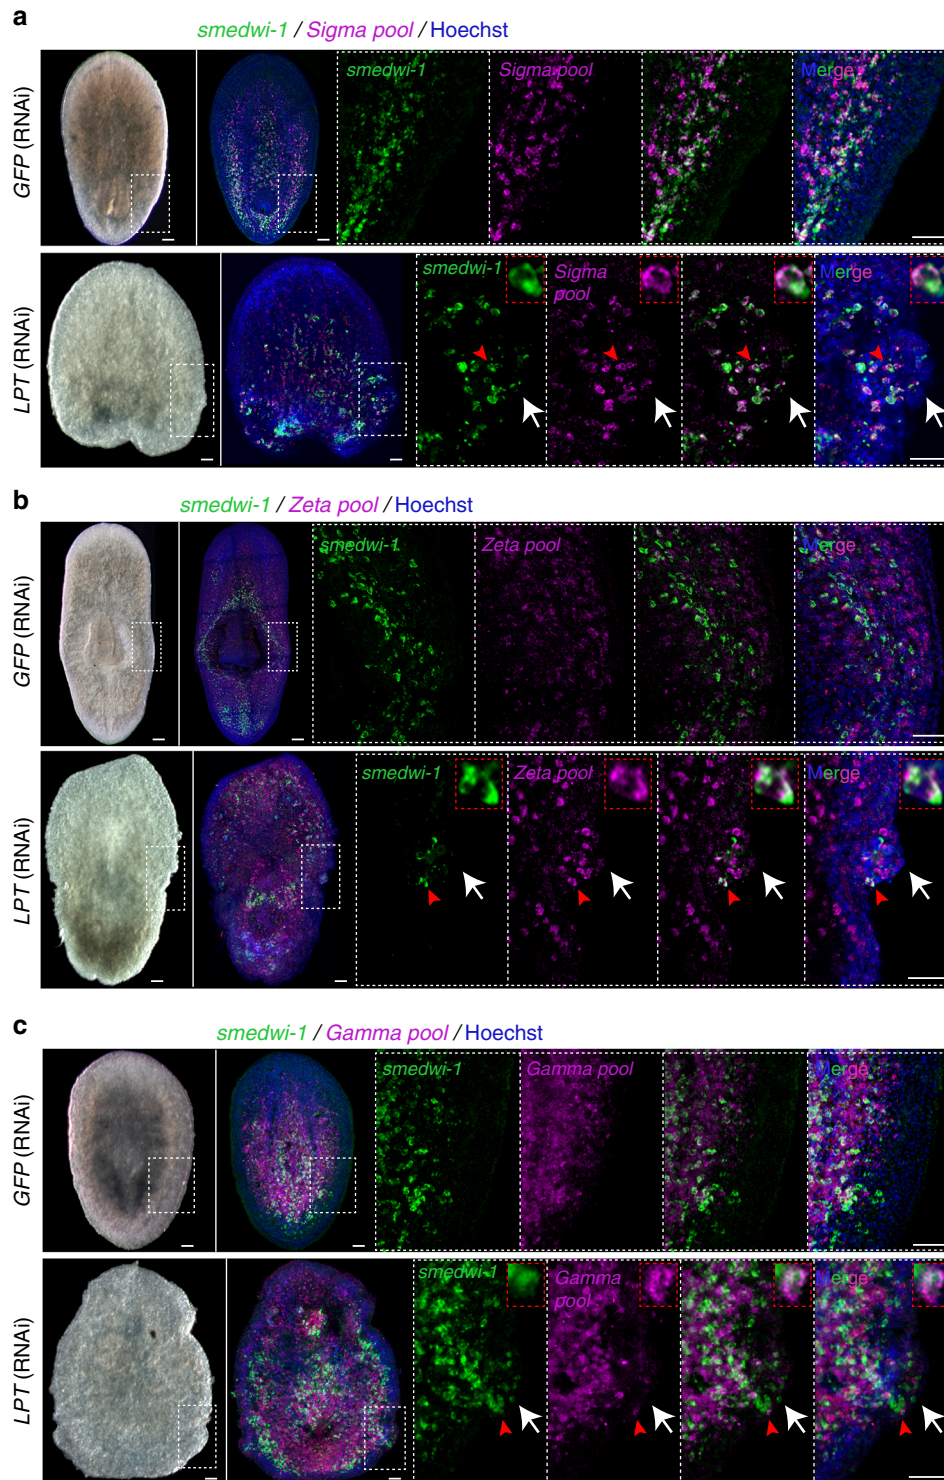 a
smedwi-1 / Sigma pool / Hoechst
GFP (RNAi)
smedwi-1
Sigma pool
Merge
LPT (RNAi)
smedwi-1
Sigma
pool
Merge
b
smedwi-1 / Zeta pool / Hoechst
GFP (RNAi)
smedwi-1
Zeta pool
Merge
LPT (RNAi)
smedwi-1
Zeta pool
Merge
c
smedwi-1 / Gamma pool / Hoechst
GFP (RNAi)
smedwi-1
Gamma pool
Merge
LPT (RNAi)
smedwi-1
Gamma
pool
Merge